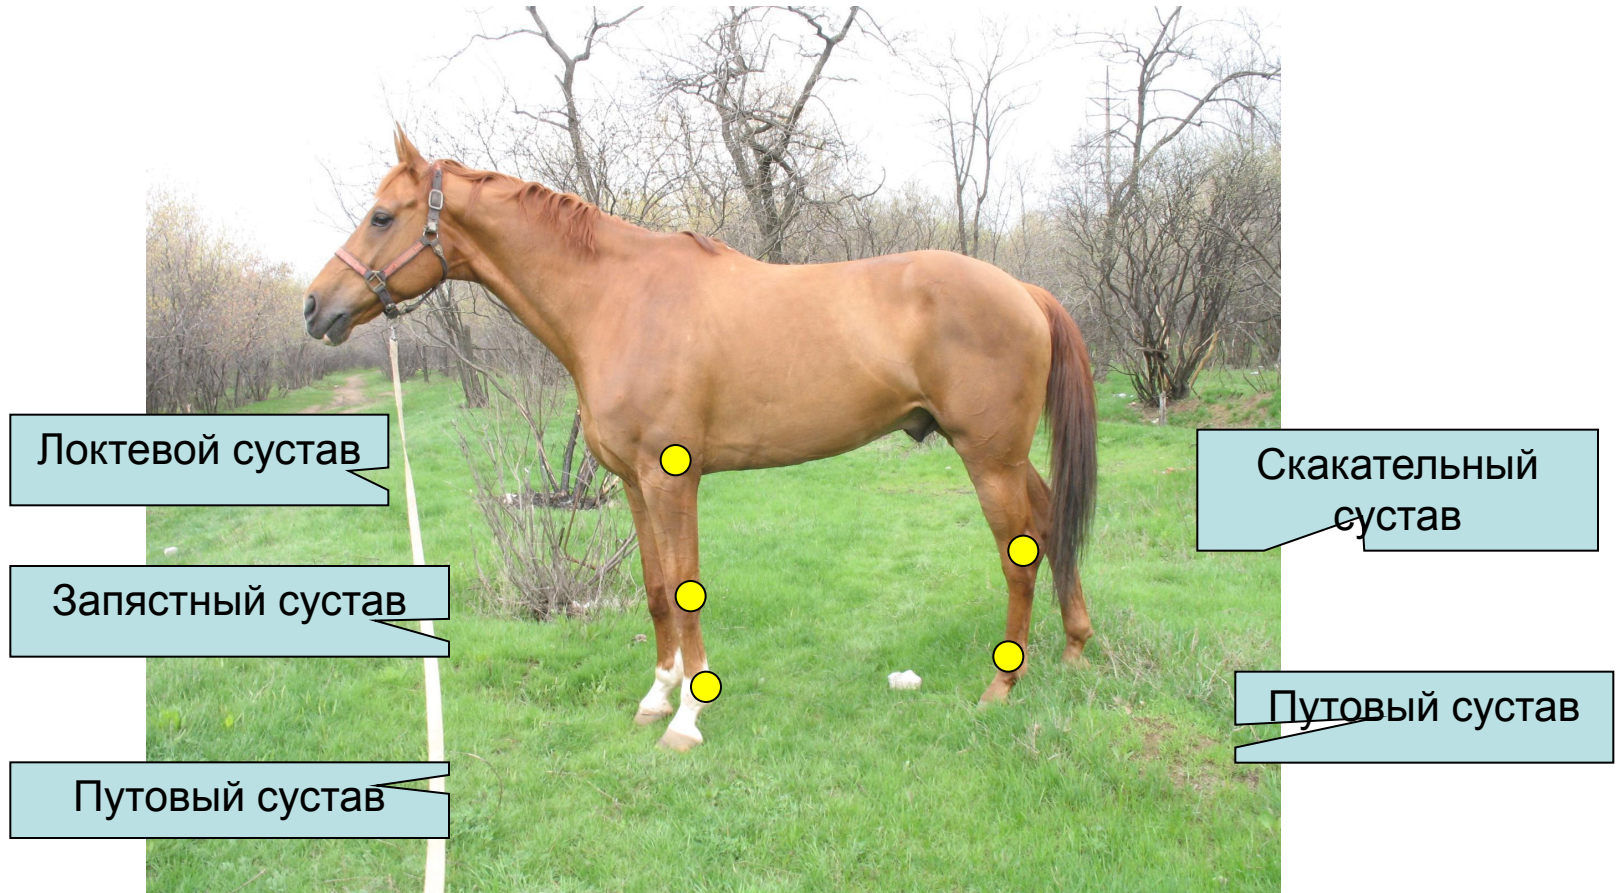 Локтевой сустав
Запястный сустав
Путовый сустав
Скакательный
сустав
Путовый сустав